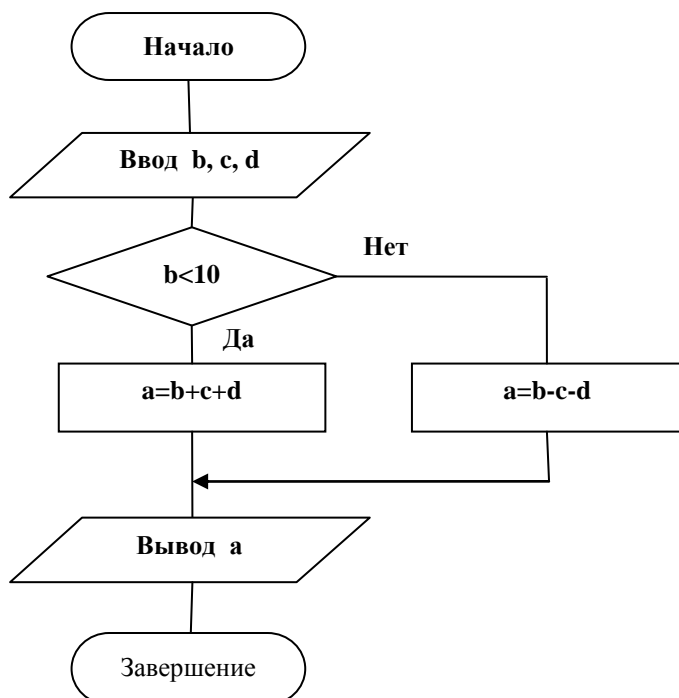 Начало
Ввод b, c, d
b<10
Нет
Да
a=b+c+d
a=b-c-d
Вывод a
Завершение